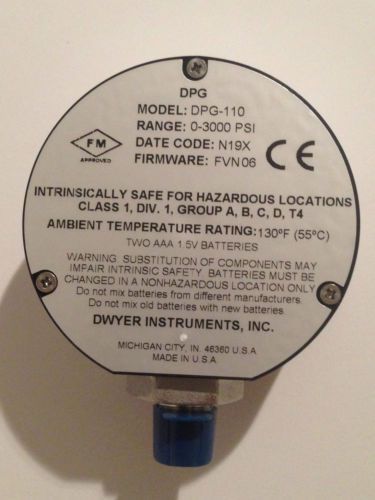 DPG
MODEL: DPG-110
RANGE: 0-3000 PSI
DATE CODE: N19X
FIRMWARE: FVN06
FM
APPROVED
CE
INTRINSICALLY SAFE FOR HAZARDOUS LOCATIONS
CLASS 1, DIV. 1, GROUP A, B, C, D, T4
AMBIENT TEMPERATURE RATING:130ºF (55ºC)
TWO AAA 1.5V BATTERIES
WARNING: SUBSTITUTION OF COMPONENTS MAY
IMPAIR INTRINSIC SAFETY. BATTERIES MUST BE
CHANGED IN A NONHAZARDOUS LOCATION ONLY
Do not mix batteries from different manufacturers.
Do not mix old batteries with new batteries.
DWYER INSTRUMENTS, INC.
MICHIGAN CITY, IN. 46360 U.S.A.
MADE IN U.S.A.